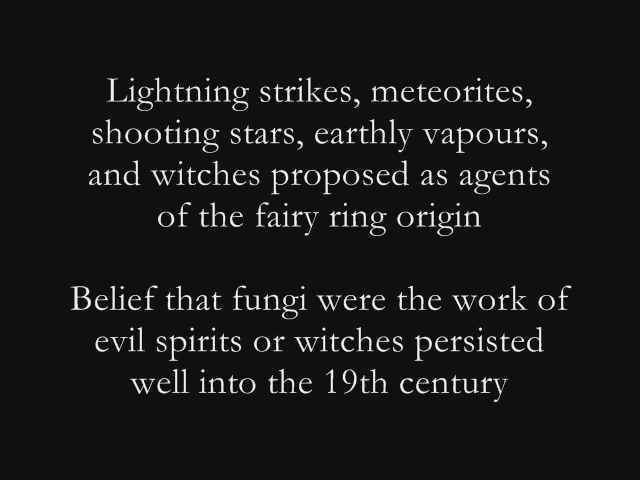 Lightning strikes, meteorites,
shooting stars, earthly vapours,
and witches proposed as agents
of the fairy ring origin
Belief that fungi were the work of
evil spirits or witches persisted
well into the 19th century